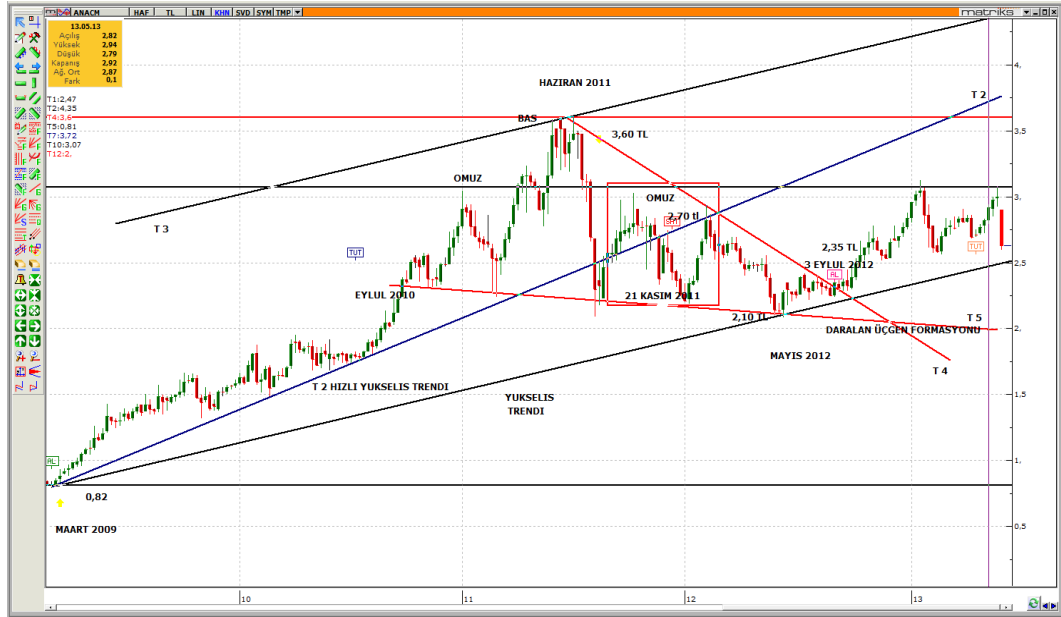 ANACM HAF TL LIN KHN SVD SYM TMP matriks
13.05.13
Açılış 2,82
Yüksek 2,94
Düşük 2,79
Kapanış 2,92
Ağ. Ort 2,87
Fark 0,1
T1:2,47
T2:4,35
T4:3,6
T5:0,81
T7:3,72
T10:3,07
T12:2,
HAZIRAN 2011
4,
T 2
BAS
3,60 TL
3,5
OMUZ
OMUZ
3,
2,70 tl
T 3
TUT
2,35 TL
TUT
3 EYLUL 2012
AL
2,5
EYLUL 2010
21 KASIM 2011
2,10 TL
T 5
DARALAN ÜÇGEN FORMASYONU
2,
MAYIS 2012
T 4
T 2 HIZLI YUKSELIS TRENDI
YUKSELIS
TRENDI
1,5
AL
1,
0,82
MAART 2009
0,5
10 11 12 13